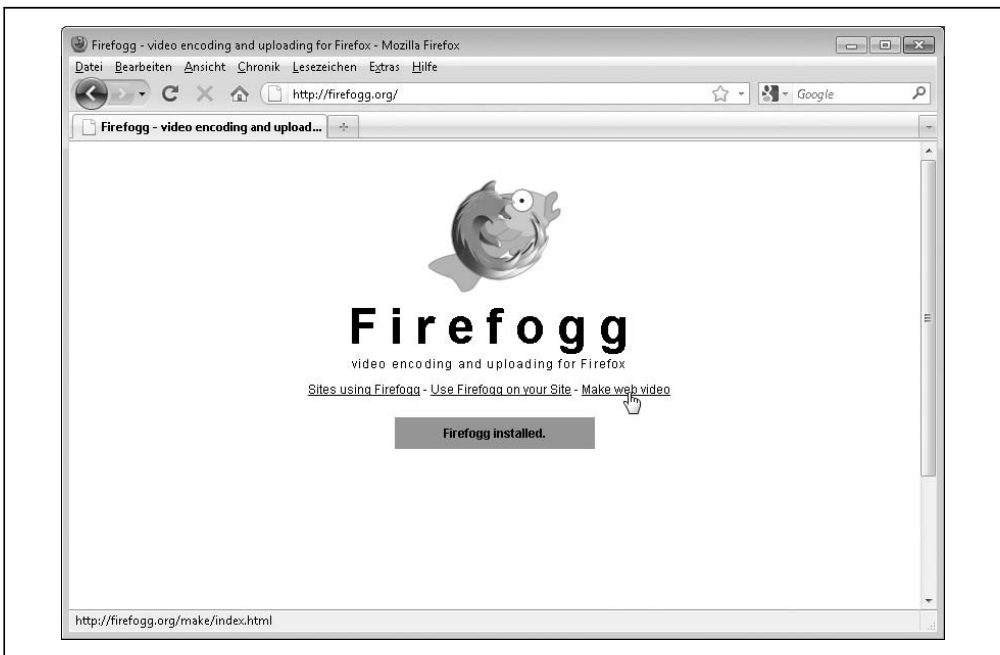 Firefogg - video encoding and uploading for Firefox - Mozilla Firefox
Datei Bearbeiten Ansicht Chronik Lesezeichen Extras Hilfe
http://firefogg.org/
Google
Firefogg - video encoding and upload...
Firefogg
video encoding and uploading for Firefox
Sites using Firefogg - Use Firefogg on your Site - Make web video
Firefogg installed.
http://firefogg.org/make/index.html